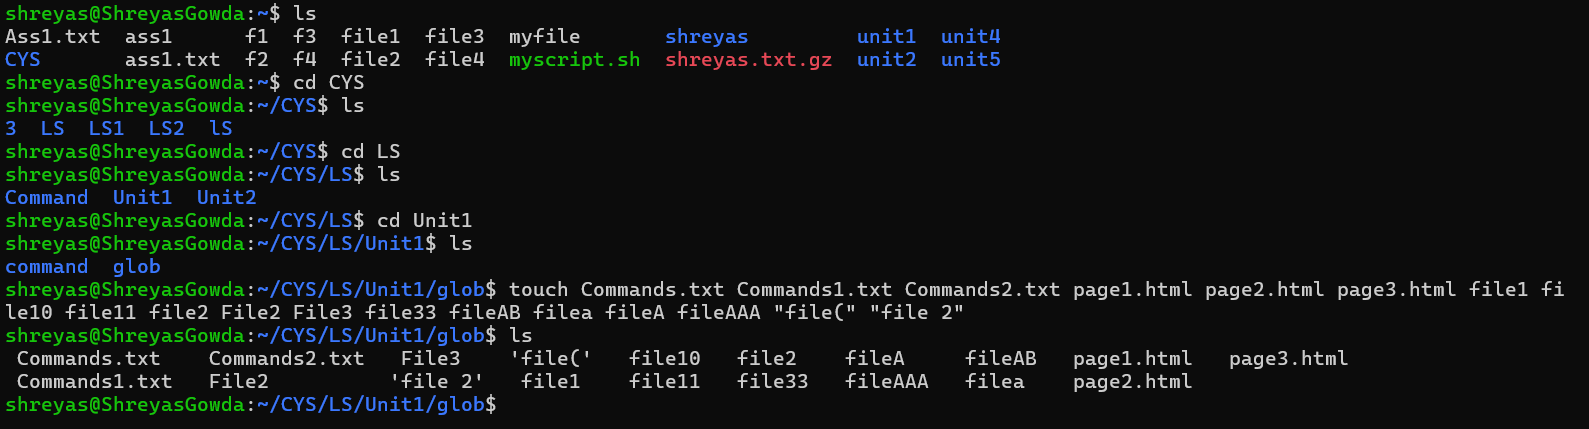 shreyas@ShreyasGowda:~$ ls
Ass1.txt  ass1      f1  f3  file1  file3  myfile       shreyas         unit1  unit4
CYS       ass1.txt  f2  f4  file2  file4  myscript.sh  shreyas.txt.gz  unit2  unit5
shreyas@ShreyasGowda:~$ cd CYS
shreyas@ShreyasGowda:~/CYS$ ls
3  LS  LS1  LS2  lS
shreyas@ShreyasGowda:~/CYS$ cd LS
shreyas@ShreyasGowda:~/CYS/LS$ ls
Command  Unit1  Unit2
shreyas@ShreyasGowda:~/CYS/LS$ cd Unit1
shreyas@ShreyasGowda:~/CYS/LS/Unit1$ ls
command  glob
shreyas@ShreyasGowda:~/CYS/LS/Unit1/glob$ touch Commands.txt Commands1.txt Commands2.txt page1.html page2.html page3.html file1 fi
le10 file11 file2 File2 File3 file33 fileAB filea fileA fileAAA "file(" "file 2"
shreyas@ShreyasGowda:~/CYS/LS/Unit1/glob$ ls
 Commands.txt    Commands2.txt   File3    'file('   file10   file2    fileA     fileAB   page1.html   page3.html
 Commands1.txt   File2          'file 2'   file1    file11   file33   fileAAA   filea    page2.html
shreyas@ShreyasGowda:~/CYS/LS/Unit1/glob$